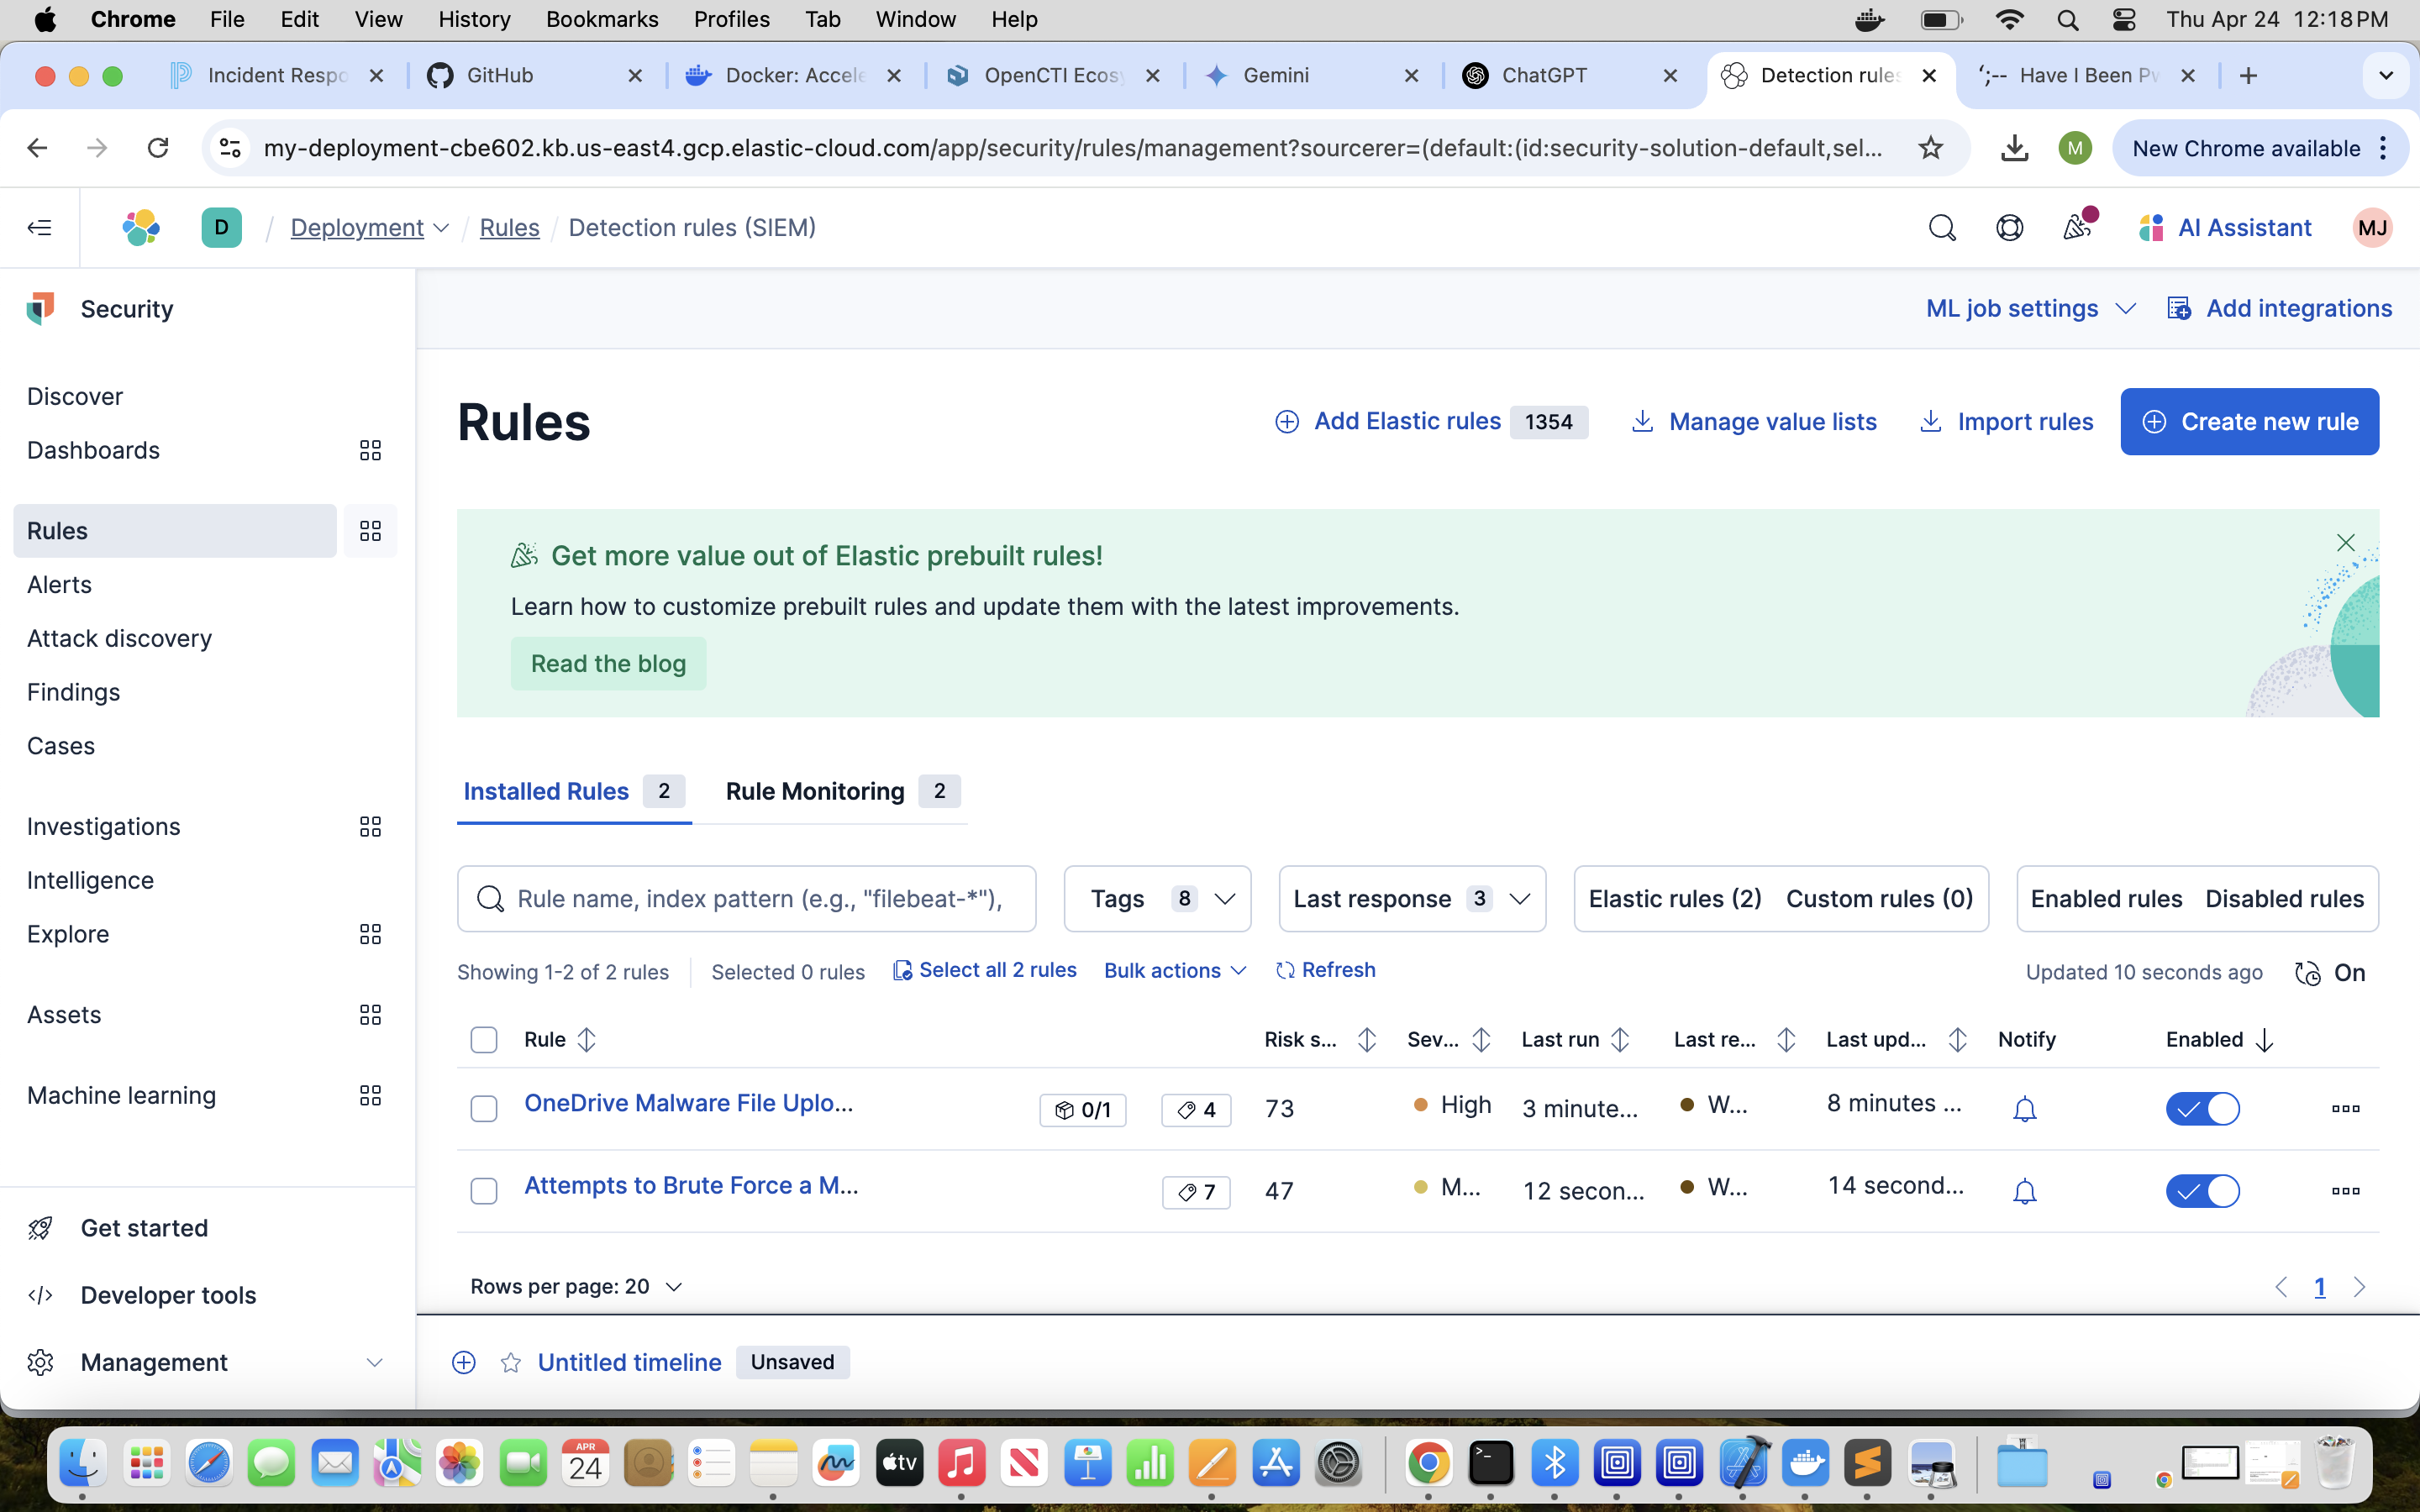 Chrome File Edit View History Bookmarks Profiles Tab Window Help Thu Apr 24 12:18 PM
Incident Respo GitHub Docker: Accele OpenCTI Ecosy Gemini ChatGPT Detection rules ';-- Have I Been Pw
my-deployment-cbe602.kb.us-east4.gcp.elastic-cloud.com/app/security/rules/management?sourcerer=(default:(id:security-solution-default,sel... M New Chrome available
D / Deployment / Rules / Detection rules (SIEM) AI Assistant MJ
Security
ML job settings Add integrations
Discover
Dashboards
Rules
Alerts
Attack discovery
Findings
Cases
Investigations
Intelligence
Explore
Assets
Machine learning
Get started
Developer tools
Management
Rules
Add Elastic rules 1354 Manage value lists Import rules Create new rule
Get more value out of Elastic prebuilt rules!
Learn how to customize prebuilt rules and update them with the latest improvements.
Read the blog
Installed Rules 2 Rule Monitoring 2
Rule name, index pattern (e.g., "filebeat-*"), Tags 8 Last response 3 Elastic rules (2) Custom rules (0) Enabled rules Disabled rules
Showing 1-2 of 2 rules Selected 0 rules Select all 2 rules Bulk actions Refresh Updated 10 seconds ago On
Rule Risk s... Sev... Last run Last re... Last upd... Notify Enabled
OneDrive Malware File Uplo... 0/1 4 73 High 3 minute... W... 8 minutes ...
Attempts to Brute Force a M... 7 47 M... 12 secon... W... 14 second...
Rows per page: 20 1
Untitled timeline Unsaved
APR
24
tv